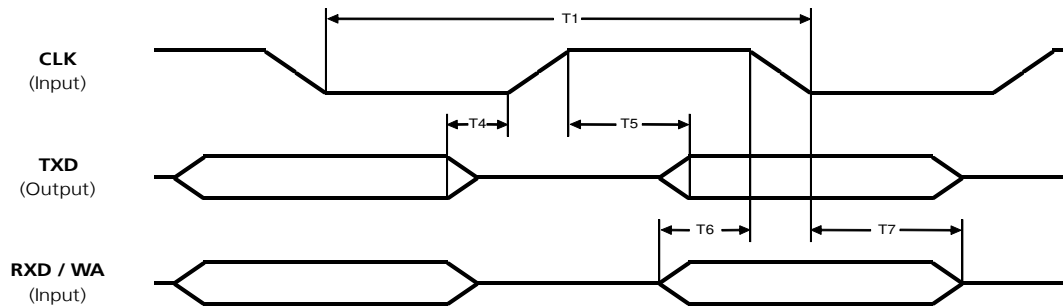 T1
CLK
(Input)
T4
T5
TXD
(Output)
T6
T7
RXD / WA
(Input)